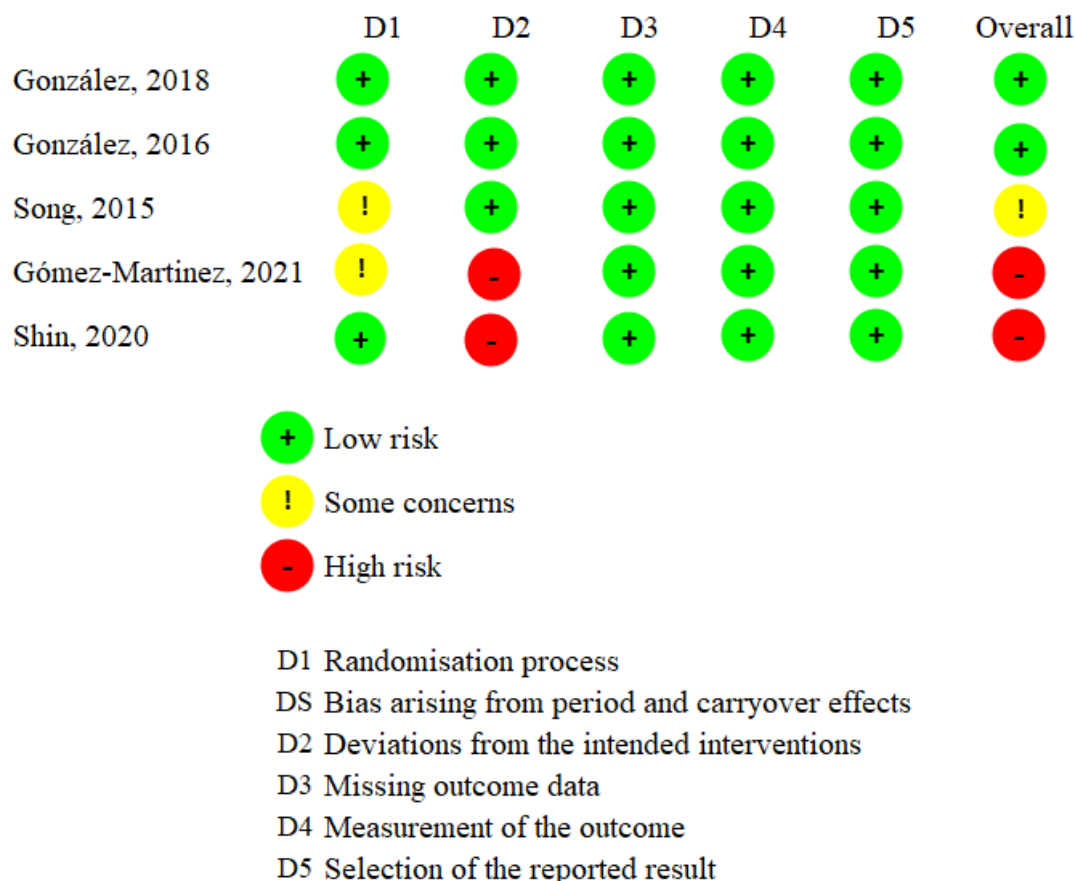 D1 D2 D3 D4 D5 Overall
González, 2018 + + + + + +
González, 2016 + + + + + +
Song, 2015 ! + + + + !
Gómez-Martinez, 2021 ! - + + + -
Shin, 2020 + - + + + -
+ Low risk
! Some concerns
- High risk
D1 Randomisation process
DS Bias arising from period and carryover effects
D2 Deviations from the intended interventions
D3 Missing outcome data
D4 Measurement of the outcome
D5 Selection of the reported result